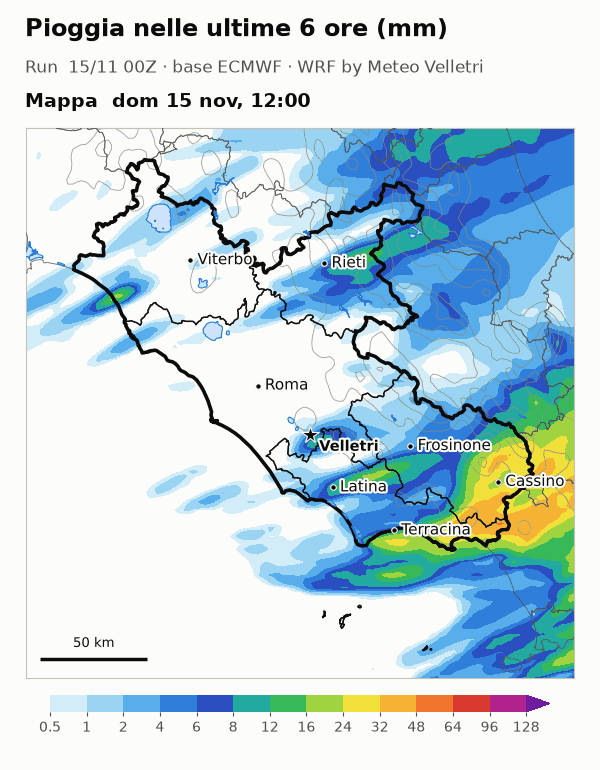 Pioggia nelle ultime 6 ore (mm)
Run  15/11 00Z · base ECMWF · WRF by Meteo Velletri
Mappa  dom 15 nov, 12:00
Viterbo
Rieti
Roma
Velletri
Frosinone
Latina
Cassino
Terracina
50 km
0.5 1 2 4 6 8 12 16 24 32 48 64 96 128